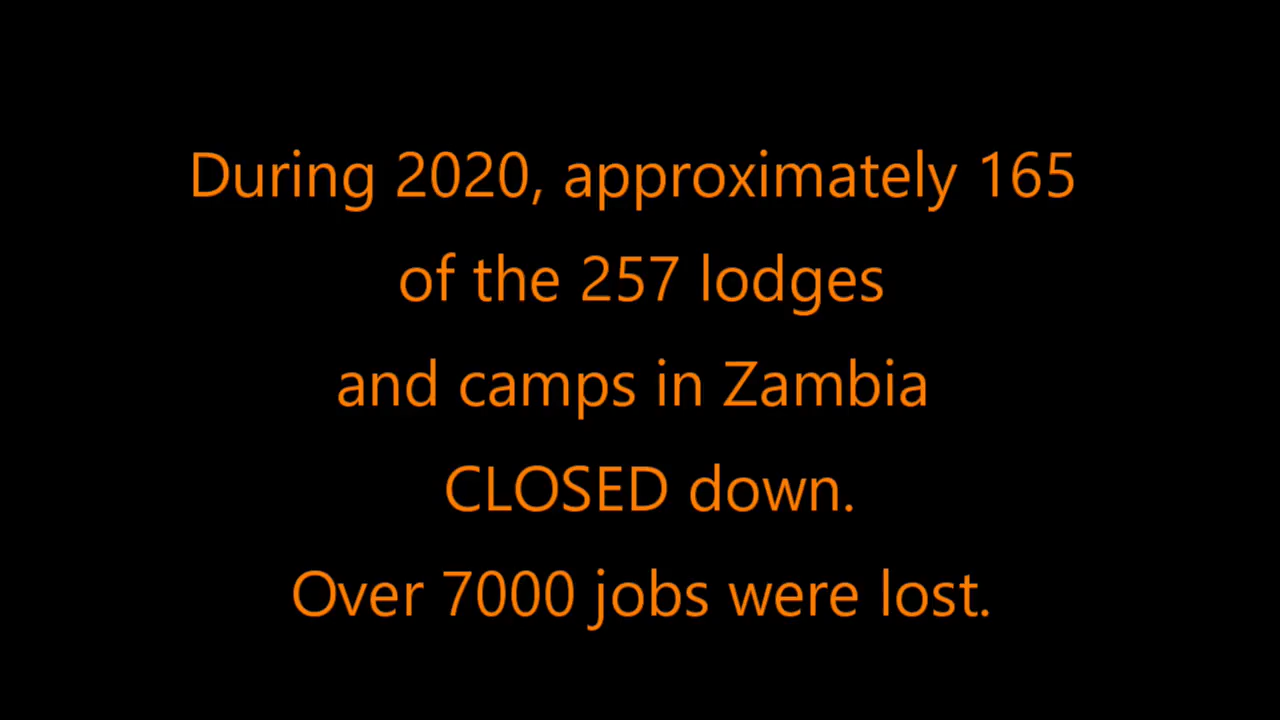 During 2020, approximately 165
of the 257 lodges
and camps in Zambia
CLOSED down.
Over 7000 jobs were lost.